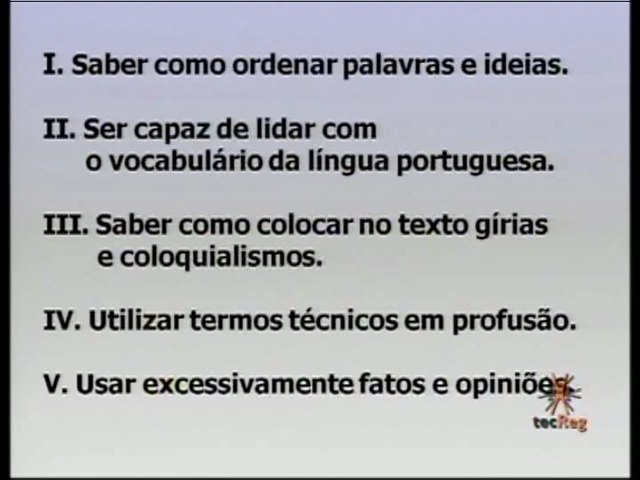 I. Saber como ordenar palavras e ideias.
II. Ser capaz de lidar com
o vocabulário da língua portuguesa.
III. Saber como colocar no texto gírias
e coloquialismos.
IV. Utilizar termos técnicos em profusão.
V. Usar excessivamente fatos e opiniões.
tecReg